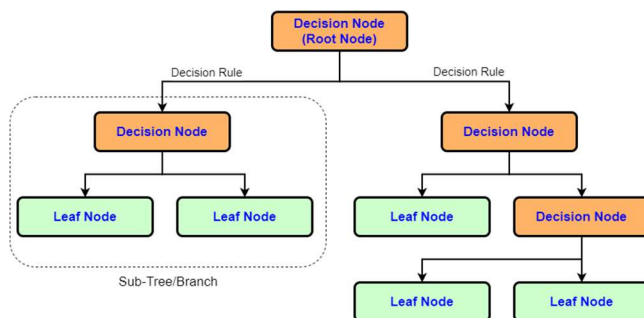 Decision Node
(Root Node)
Decision Rule
Decision Rule
Decision Node
Decision Node
Leaf Node
Leaf Node
Leaf Node
Decision Node
Sub-Tree/Branch
Leaf Node
Leaf Node